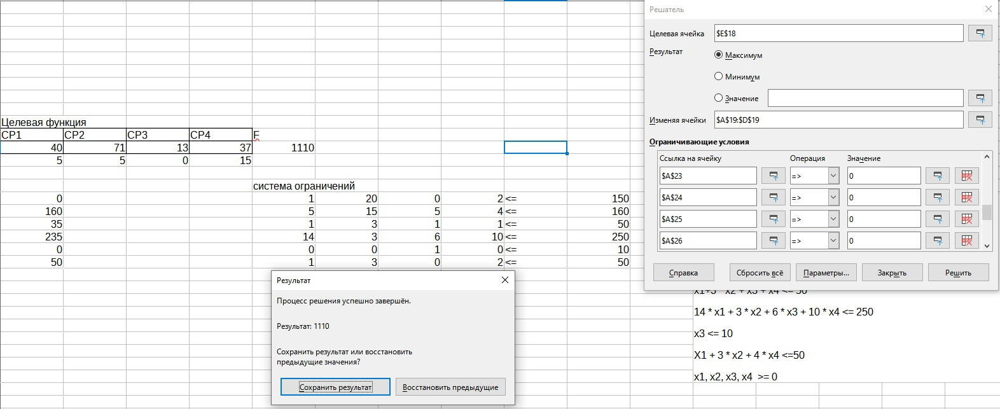 Целевая функция
CP1 CP2 CP3 CP4 F
40 71 13 37 1110
5 5 0 15
система ограничений
0 1 20 0 2 <= 150
160 5 15 5 4 <= 160
35 1 3 1 1 <= 50
235 14 3 6 10 <= 250
0 0 0 1 0 <= 10
50 1 3 0 2 <= 50
Решатель
Целевая ячейка $E$18
Результат Максимум
Минимум
Значение
Изменяя ячейки $A$19:$D$19
Ограничивающие условия
Ссылка на ячейку Операция Значение
$A$23 => 0
$A$24 => 0
$A$25 => 0
$A$26 => 0
Справка Сбросить всё Параметры... Закрыть Решить
14 * x1 + 3 * x2 + 6 * x3 + 10 * x4 <= 250
x3 <= 10
X1 + 3 * x2 + 4 * x4 <=50
x1, x2, x3, x4 >= 0
Результат
Процесс решения успешно завершён.
Результат: 1110
Сохранить результат или восстановить
предыдущие значения?
Сохранить результат Восстановить предыдущие